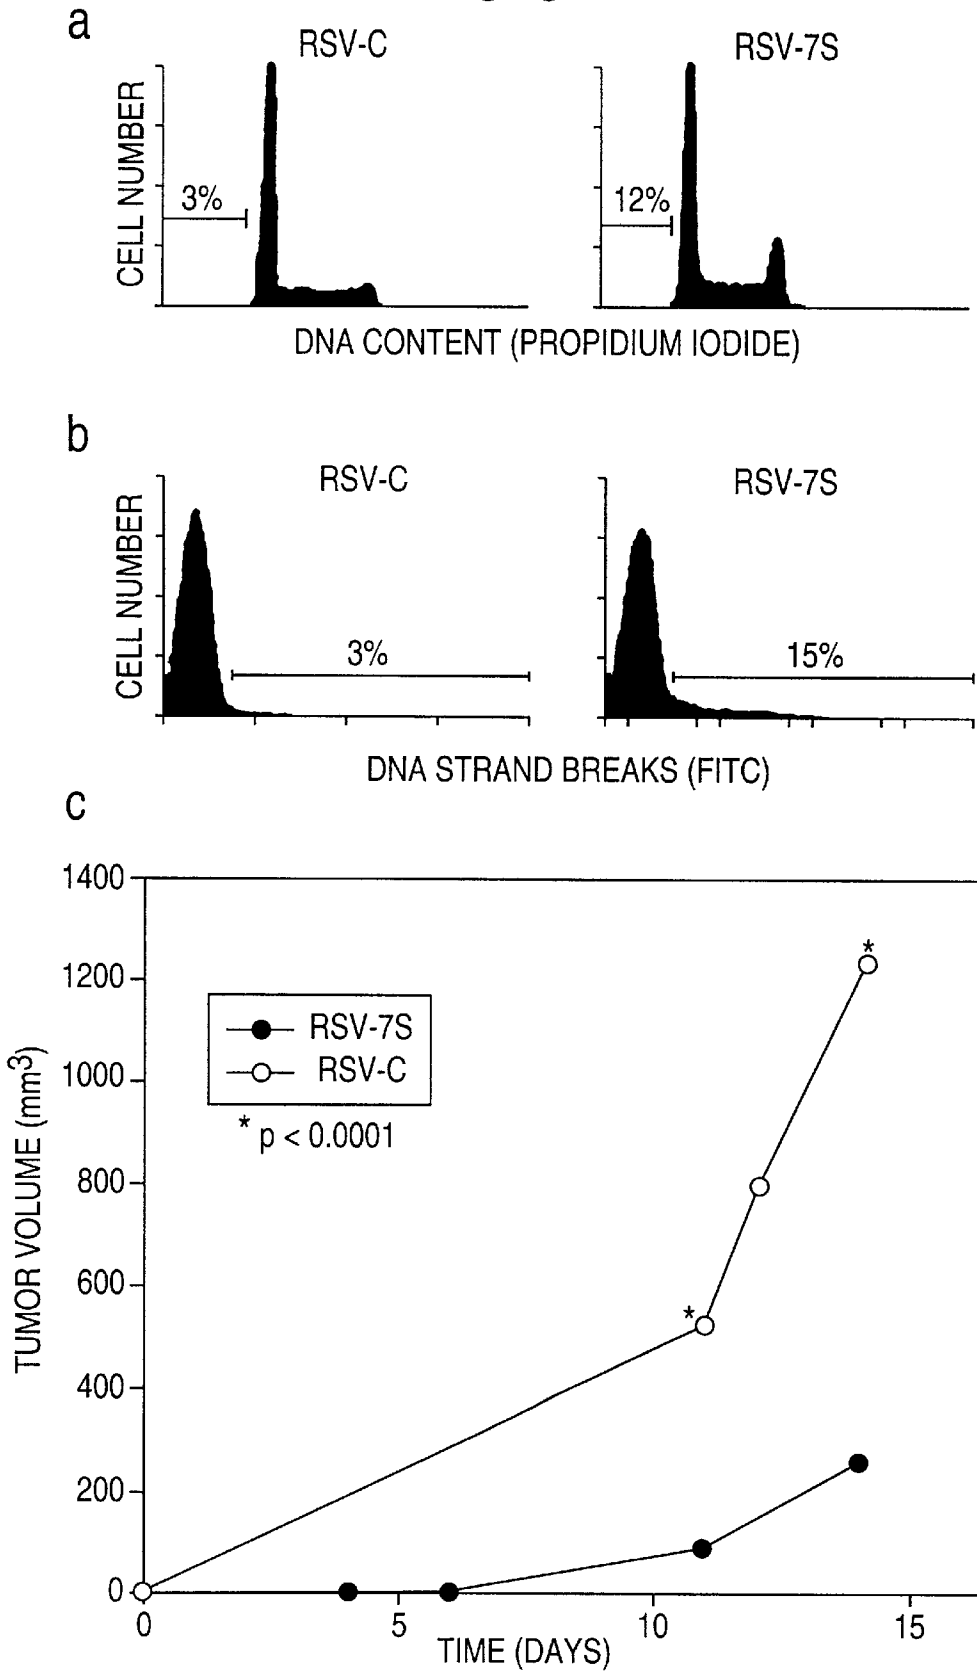 a
RSV-C
RSV-7S
CELL NUMBER
3%
12%
DNA CONTENT (PROPIDIUM IODIDE)
b
RSV-C
RSV-7S
CELL NUMBER
3%
15%
DNA STRAND BREAKS (FITC)
c
1400
1200
1000
800
600
400
200
0
TUMOR VOLUME (mm3)
RSV-7S
RSV-C
* p < 0.0001
*
*
0
5
10
15
TIME (DAYS)